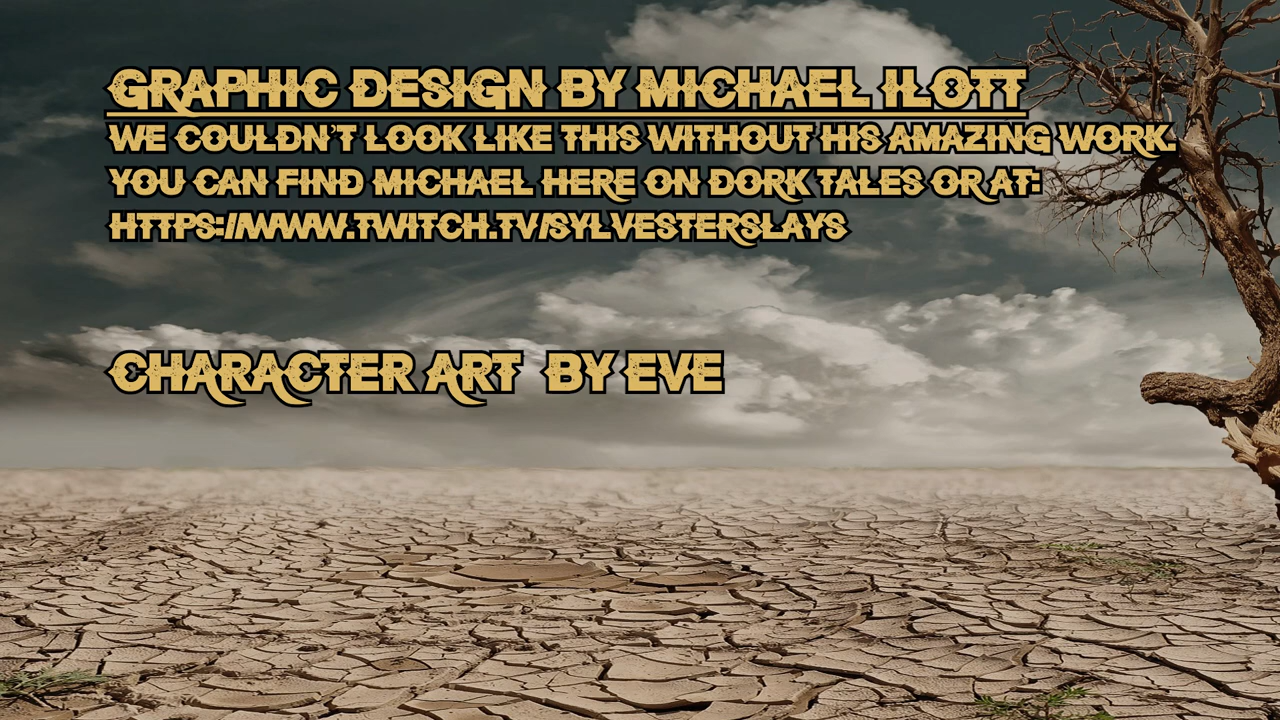 GRAPHIC DESIGN BY MICHAEL ILOTT
WE COULDN'T LOOK LIKE THIS WITHOUT HIS AMAZING WORK.
YOU CAN FIND MICHAEL HERE ON DORK TALES OR AT:
HTTPS://WWW.TWITCH.TV/SYLVESTERSLAYS
CHARACTER ART BY EVE